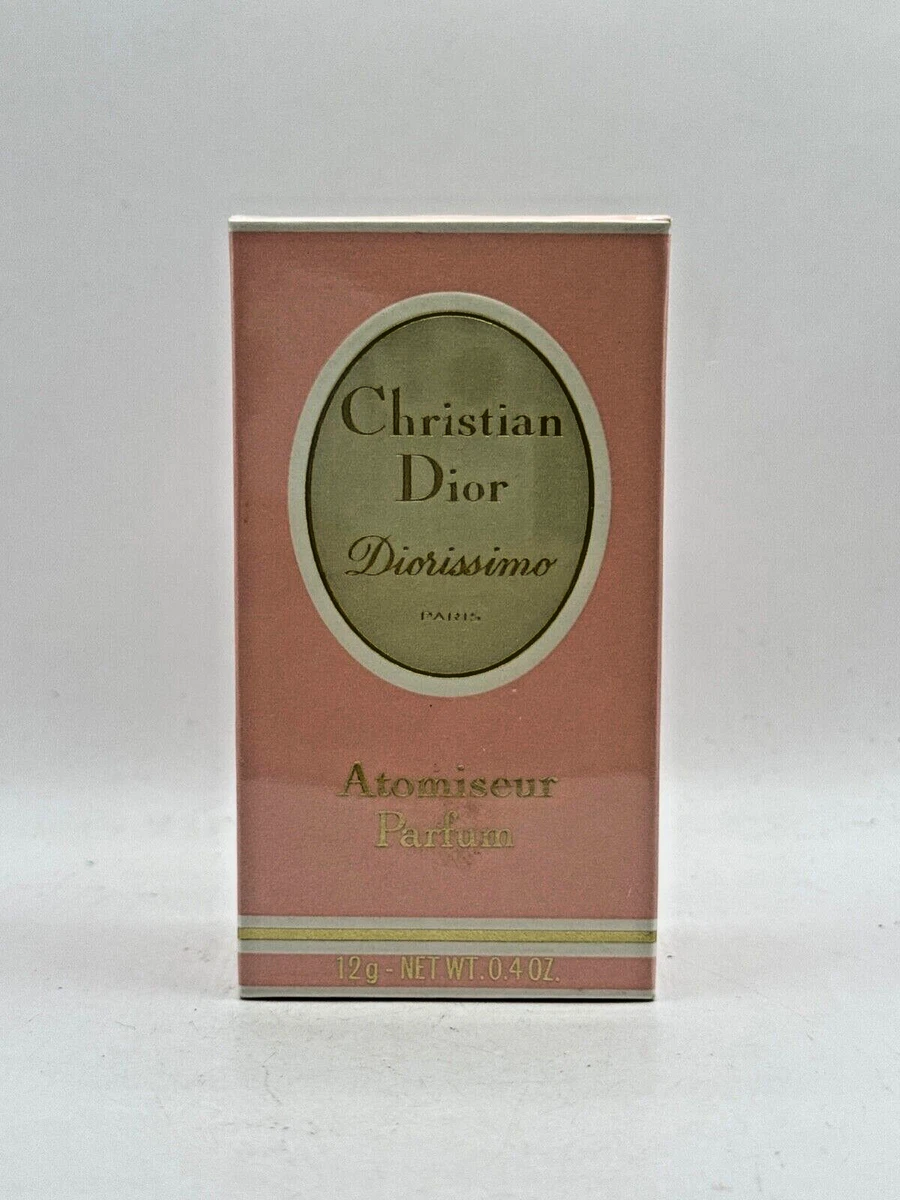 Christian
Dior
Diorissimo
PARIS
Atomiseur
Parfum
12g - NET WT. 0.4 OZ.